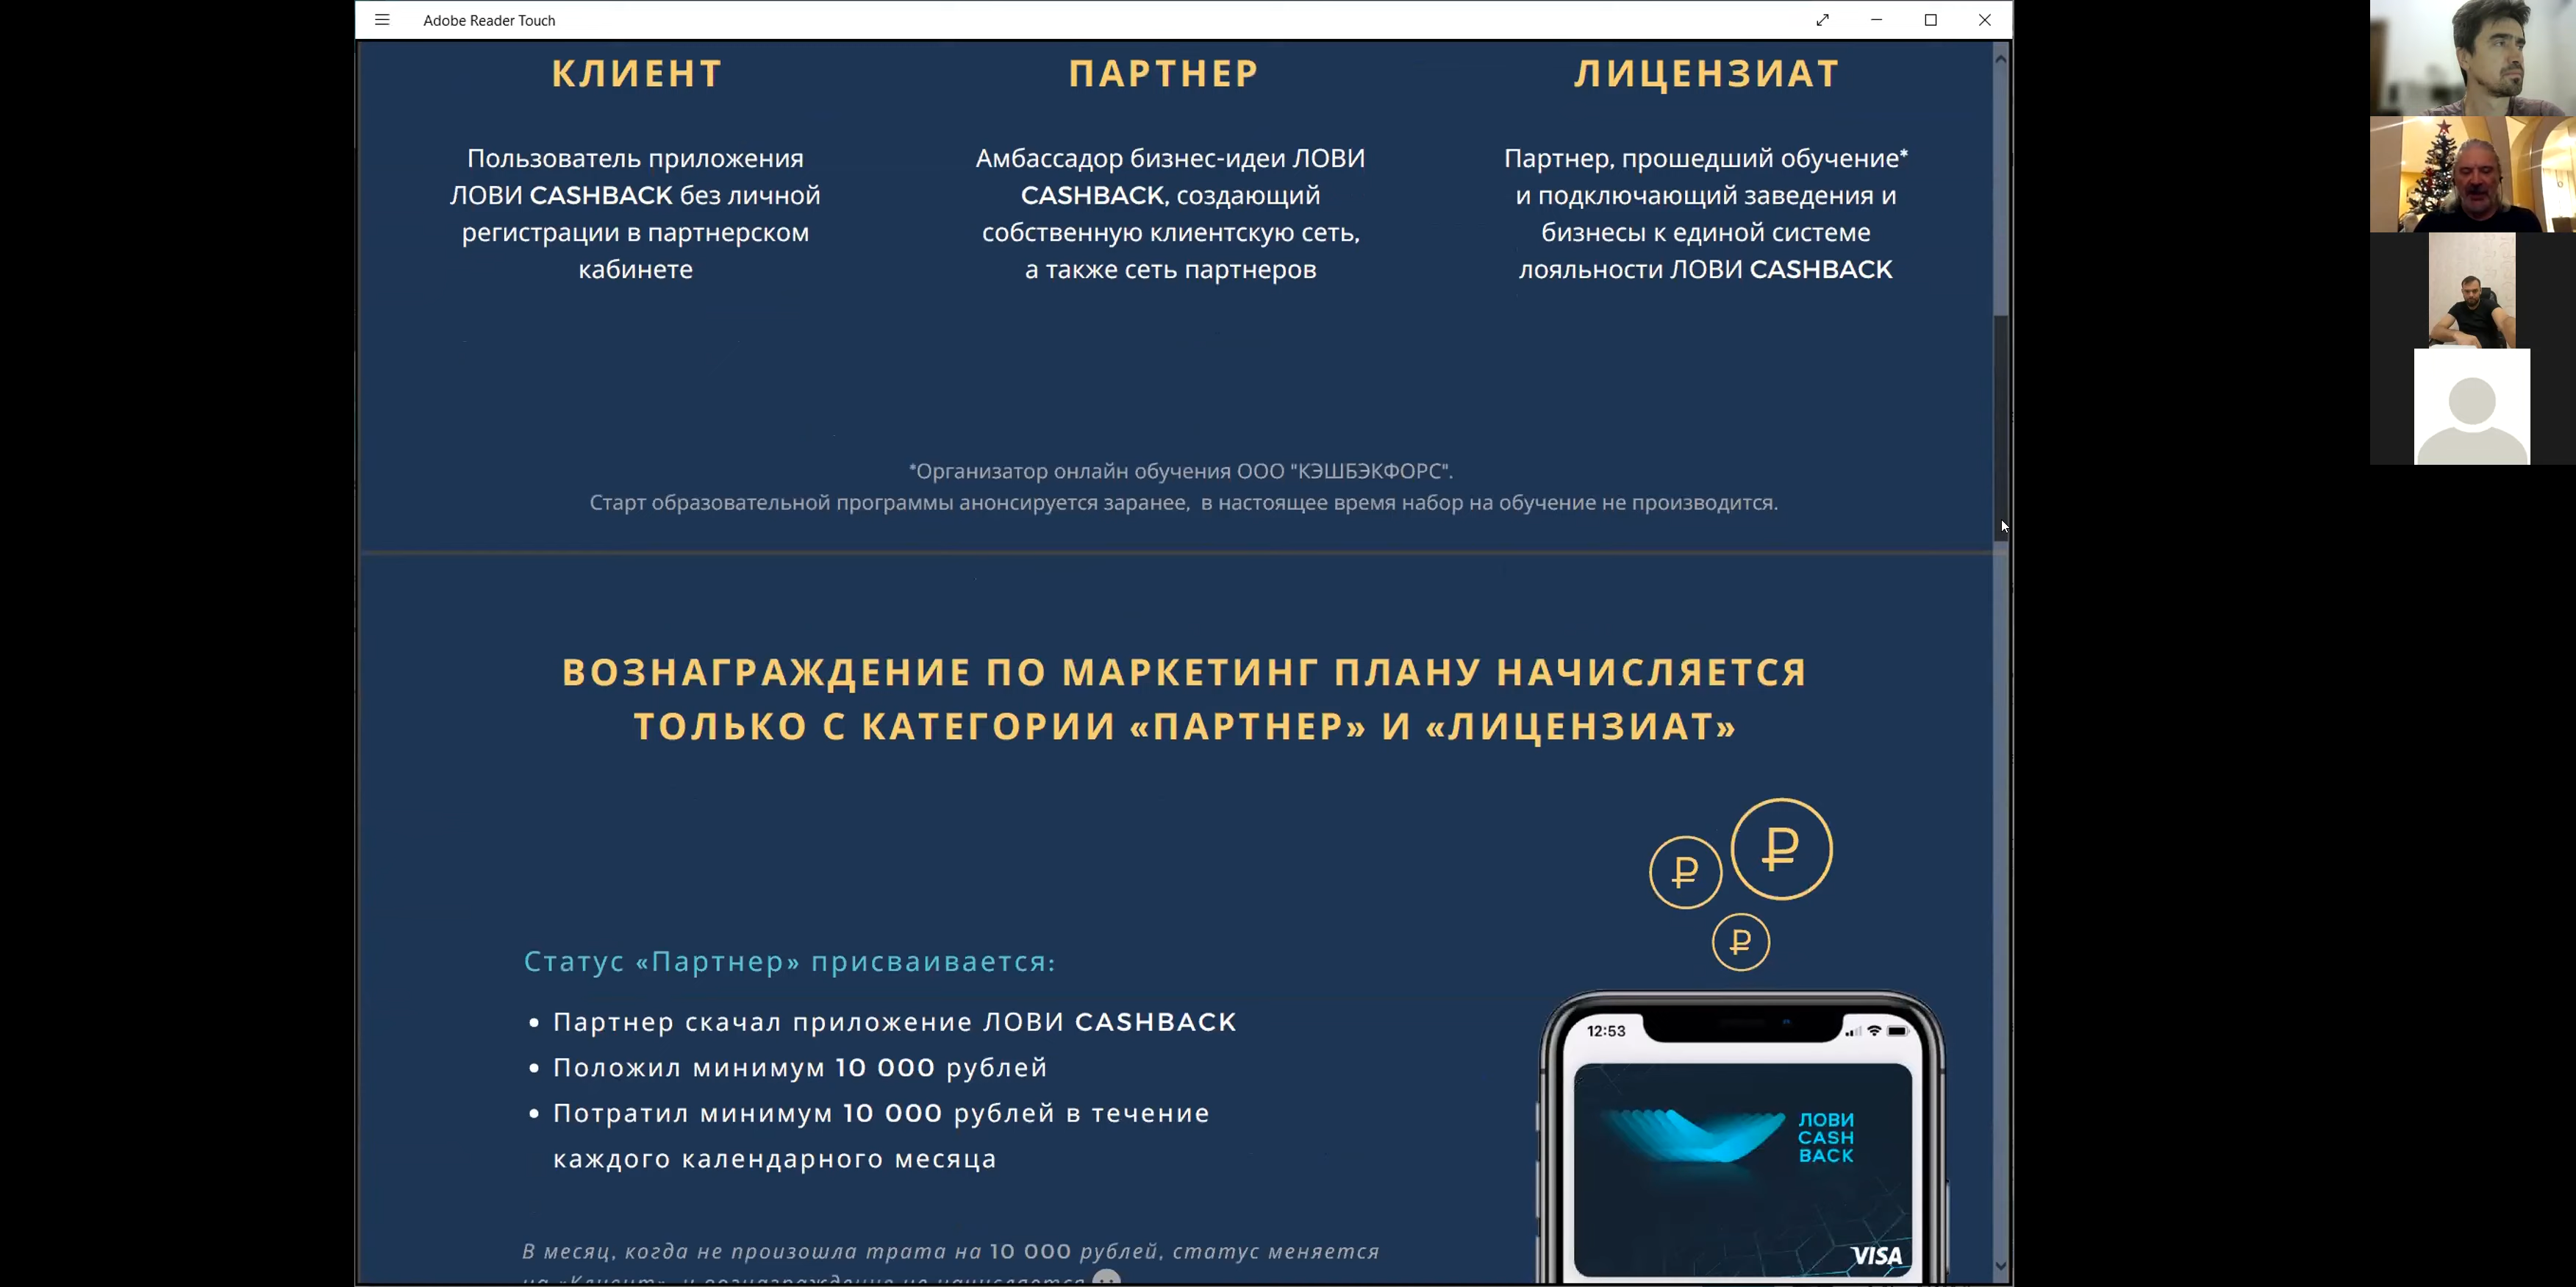 Adobe Reader Touch
КЛИЕНТ
Пользователь приложения
ЛОВИ CASHBACK без личной
регистрации в партнерском
кабинете
ПАРТНЕР
Амбассадор бизнес-идеи ЛОВИ
CASHBACK, создающий
собственную клиентскую сеть,
а также сеть партнеров
ЛИЦЕНЗИАТ
Партнер, прошедший обучение*
и подключающий заведения и
бизнесы к единой системе
лояльности ЛОВИ CASHBACK
*Организатор онлайн обучения ООО "КЭШБЭКФОРС".
Старт образовательной программы анонсируется заранее, в настоящее время набор на обучение не производится.
ВОЗНАГРАЖДЕНИЕ ПО МАРКЕТИНГ ПЛАНУ НАЧИСЛЯЕТСЯ
ТОЛЬКО С КАТЕГОРИИ «ПАРТНЕР» И «ЛИЦЕНЗИАТ»
Статус «Партнер» присваивается:
• Партнер скачал приложение ЛОВИ CASHBACK
• Положил минимум 10 000 рублей
• Потратил минимум 10 000 рублей в течение
каждого календарного месяца
В месяц, когда не произошла трата на 10 000 рублей, статус меняется
на «Клиент», и вознаграждение не начисляется
₽
₽
₽
12:53
ЛОВИ
CASH
BACK
VISA